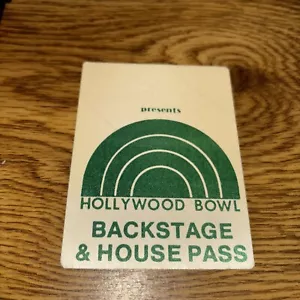 presents
HOLLYWOOD BOWL
BACKSTAGE
& HOUSE PASS